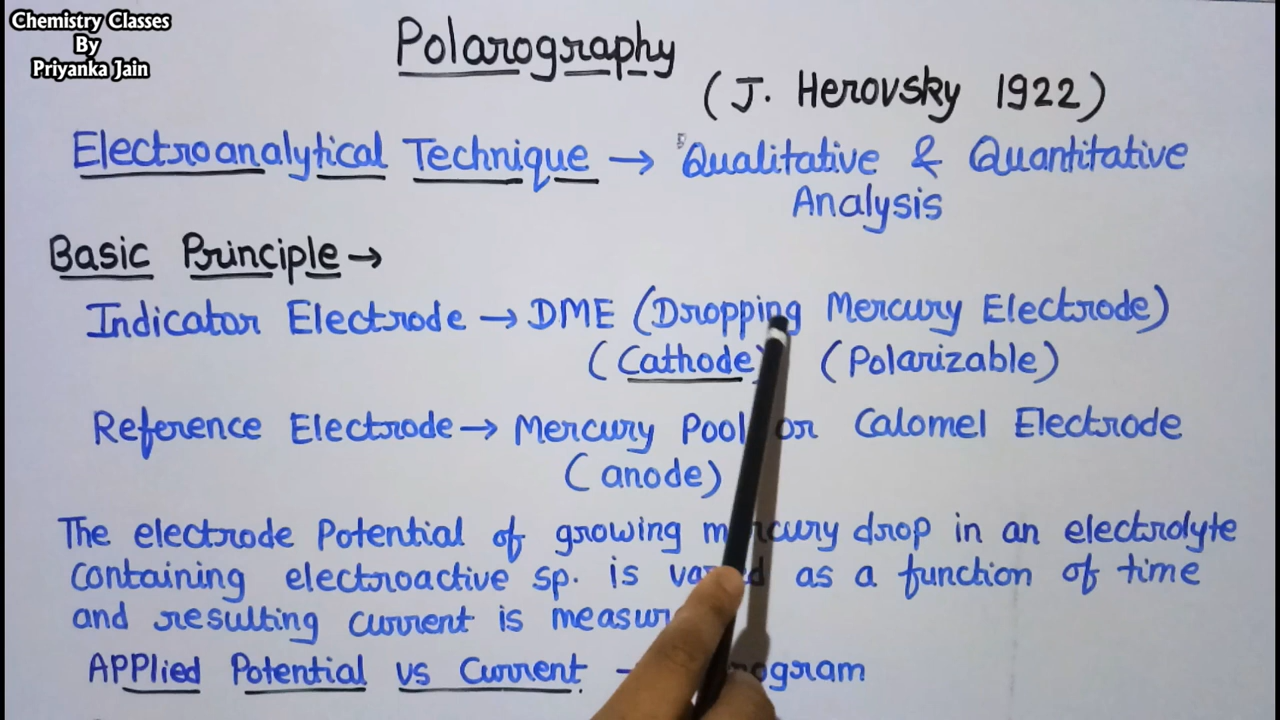 Chemistry Classes
By
Priyanka Jain
Polarography
(J. Herovsky 1922)
Electroanalytical Technique → Qualitative & Quantitative
Analysis
Basic Principle →
Indicator Electrode → DME (Dropping Mercury Electrode)
(Cathode) (Polarizable)
Reference Electrode → Mercury Pool or Calomel Electrode
(anode)
The electrode Potential of growing mercury drop in an electrolyte
containing electroactive sp. is varied as a function of time
and resulting current is
Applied Potential vs Current